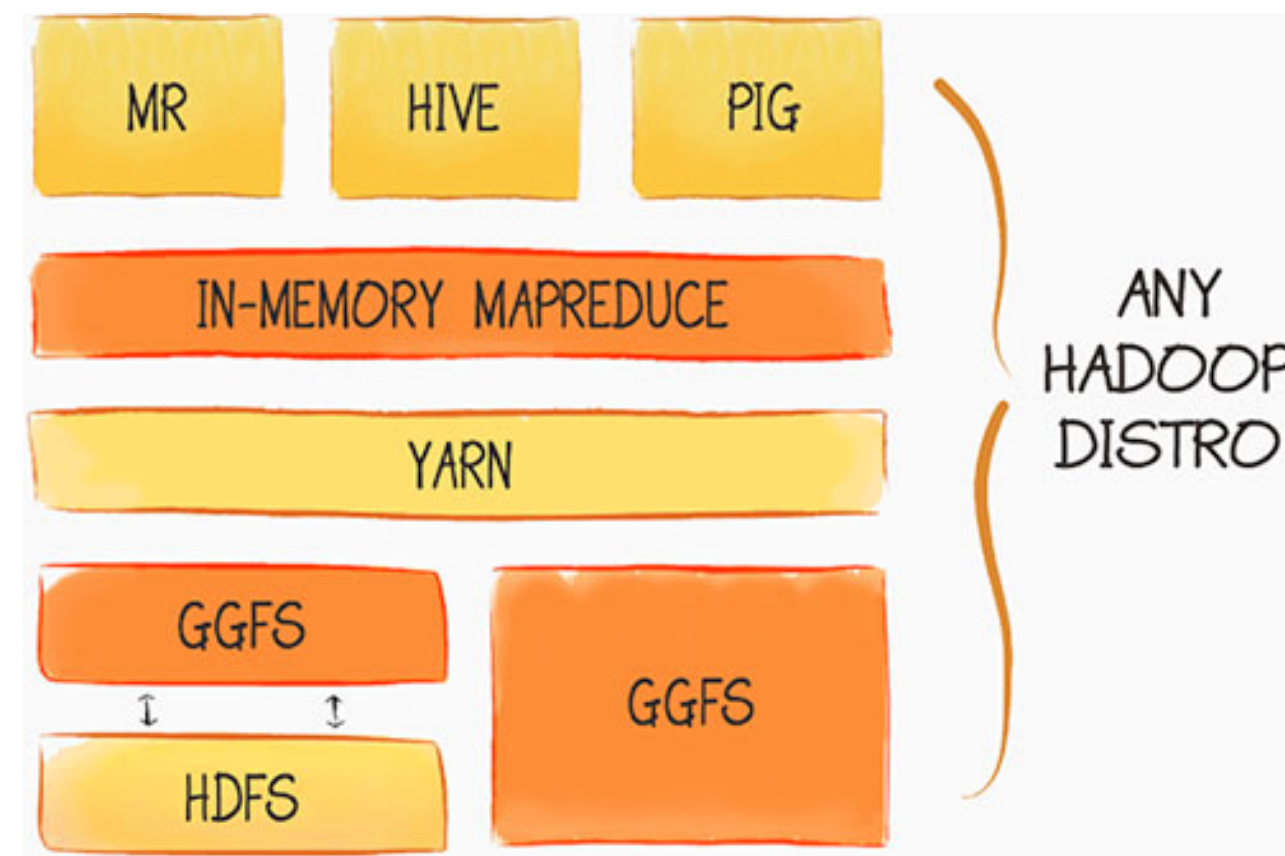 MR
HIVE
PIG
IN-MEMORY MAPREDUCE
YARN
GGFS
GGFS
HDFS
ANY
HADOOP
DISTRO